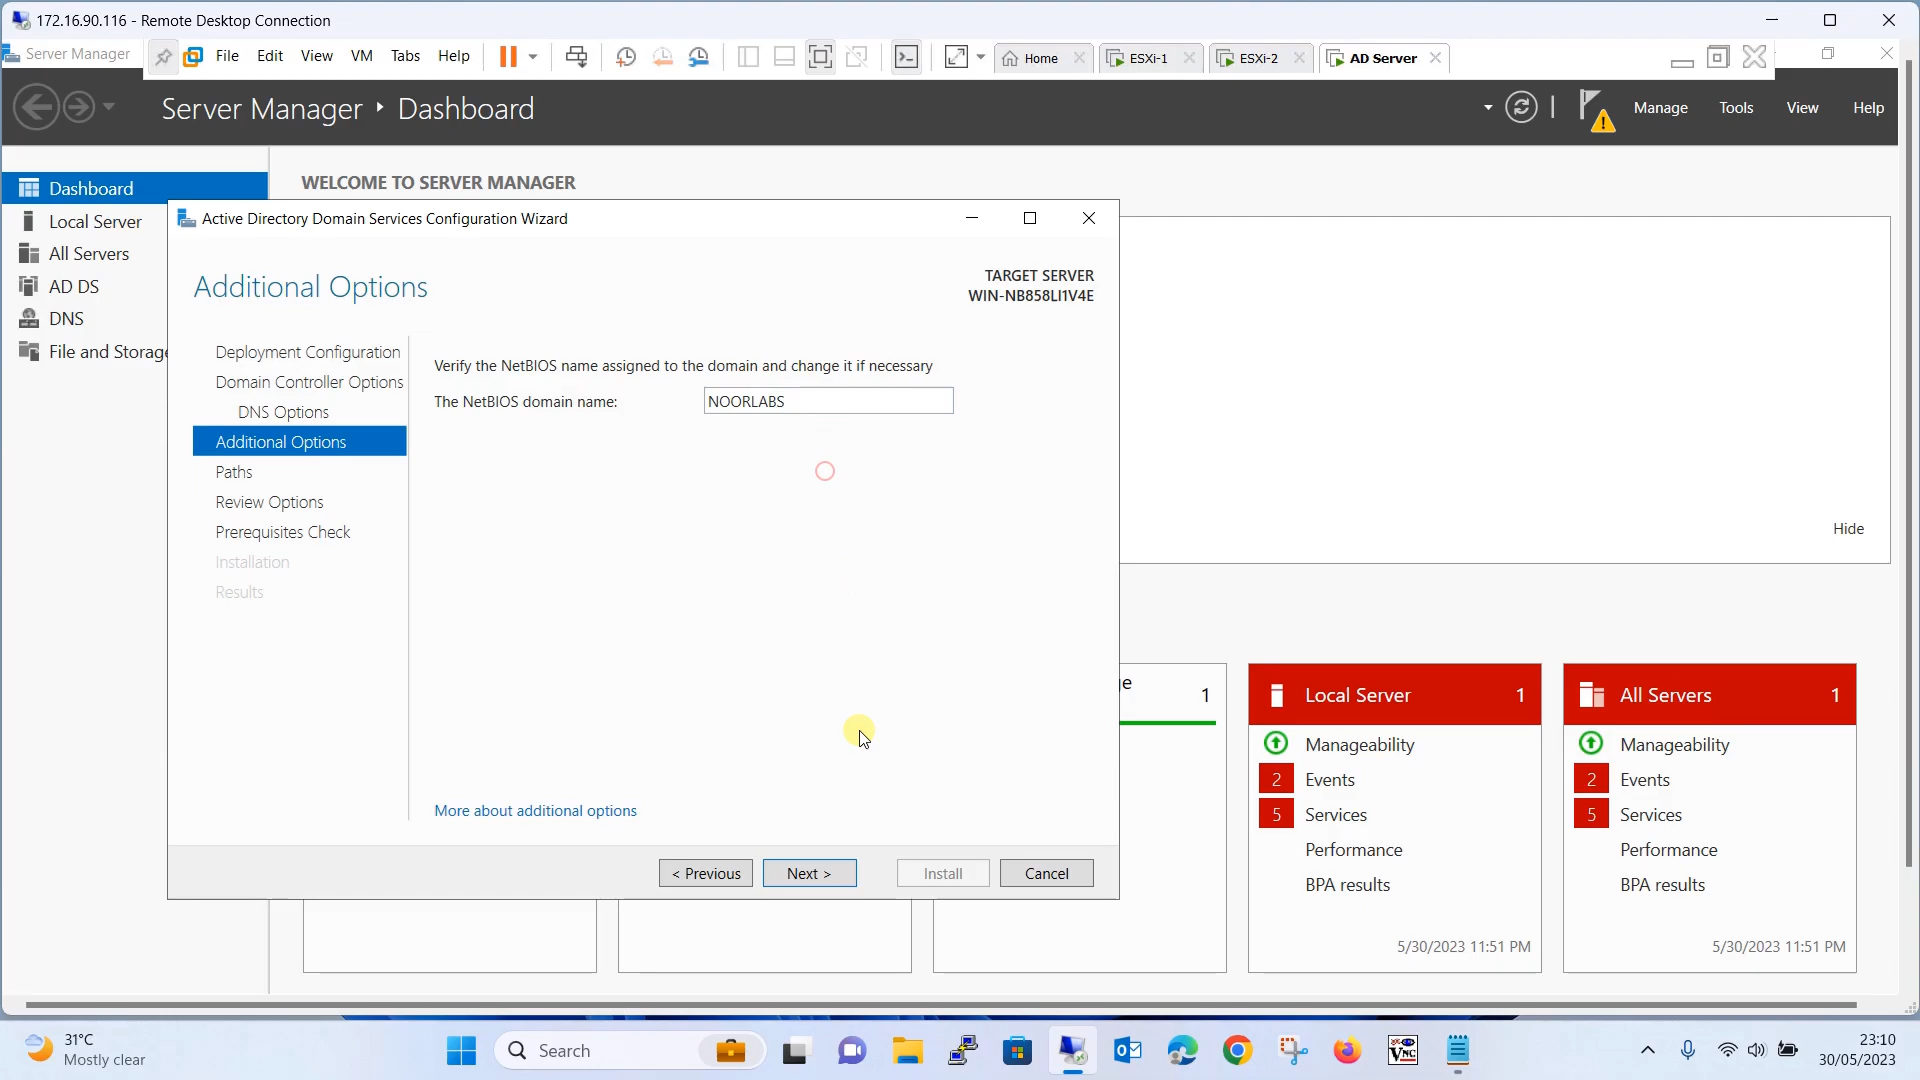 172.16.90.116 - Remote Desktop Connection
Server Manager
File Edit View VM Tabs Help
Home
ESXi-1
ESXi-2
AD Server
Server Manager ‣ Dashboard
Manage Tools View Help
Dashboard
Local Server
All Servers
AD DS
DNS
File and Storage
WELCOME TO SERVER MANAGER
Active Directory Domain Services Configuration Wizard
Additional Options
TARGET SERVER
WIN-NB858LI1V4E
Deployment Configuration
Domain Controller Options
DNS Options
Additional Options
Paths
Review Options
Prerequisites Check
Installation
Results
Verify the NetBIOS name assigned to the domain and change it if necessary
The NetBIOS domain name: NOORLABS
More about additional options
< Previous
Next >
Install
Cancel
Hide
1
Local Server 1
Manageability
2 Events
5 Services
Performance
BPA results
5/30/2023 11:51 PM
All Servers 1
Manageability
2 Events
5 Services
Performance
BPA results
5/30/2023 11:51 PM
31°C
Mostly clear
Search
23:10
30/05/2023